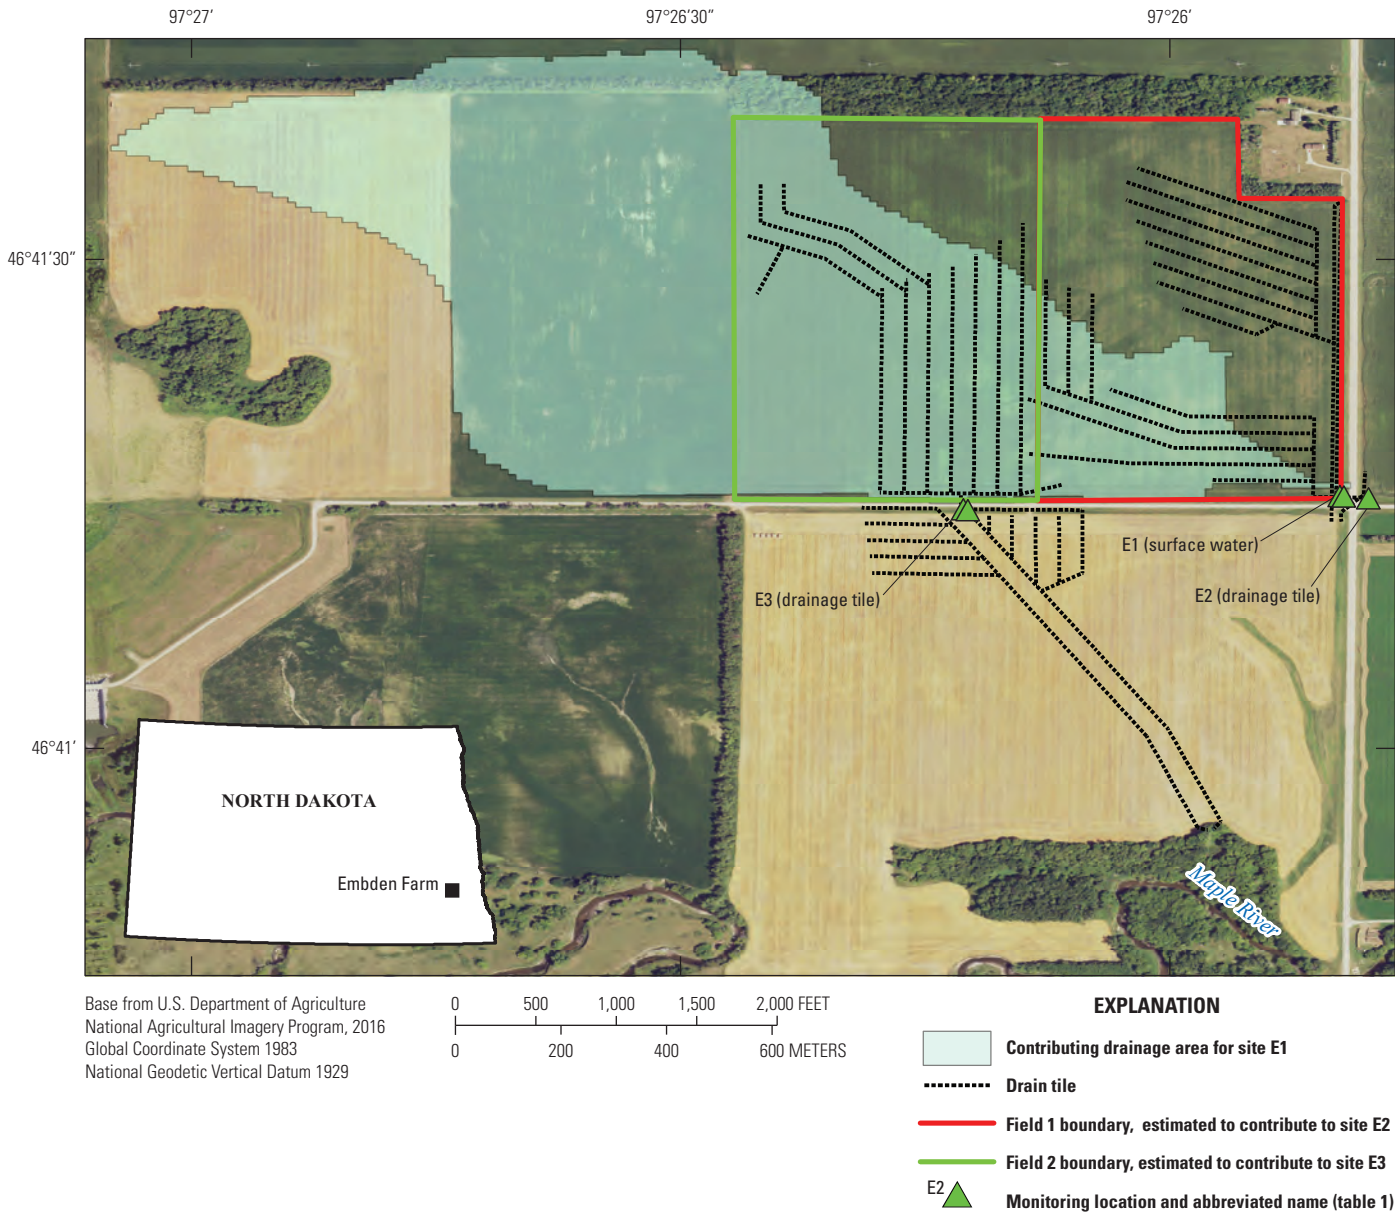 97°27′
97°26′30″
97°26′
46°41′30″
46°41′
E1 (surface water)
E2 (drainage tile)
E3 (drainage tile)
NORTH DAKOTA
Embden Farm
Maple River
Base from U.S. Department of Agriculture
National Agricultural Imagery Program, 2016
Global Coordinate System 1983
National Geodetic Vertical Datum 1929
0 500 1,000 1,500 2,000 FEET
0 200 400 600 METERS
EXPLANATION
Contributing drainage area for site E1
Drain tile
Field 1 boundary, estimated to contribute to site E2
Field 2 boundary, estimated to contribute to site E3
E2 Monitoring location and abbreviated name (table 1)